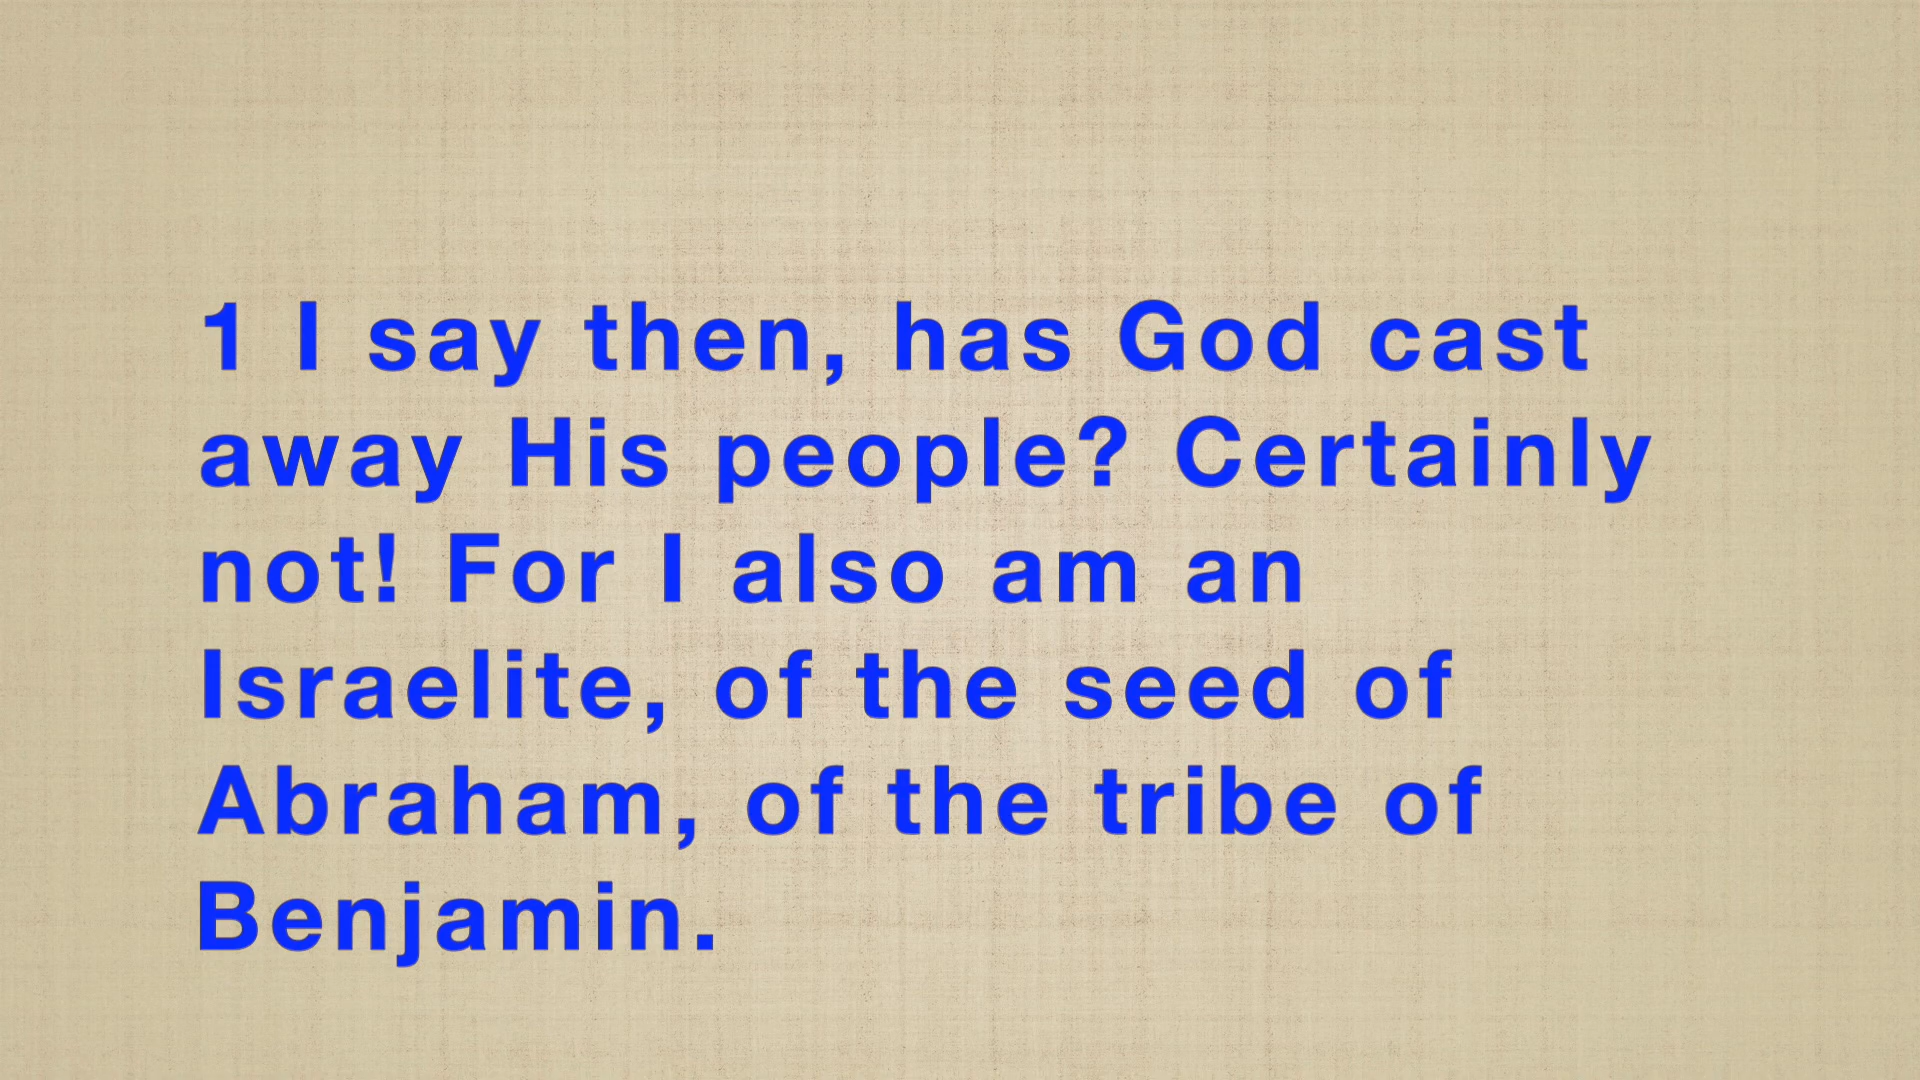 1 I say then, has God cast
away His people? Certainly
not! For I also am an
Israelite, of the seed of
Abraham, of the tribe of
Benjamin.